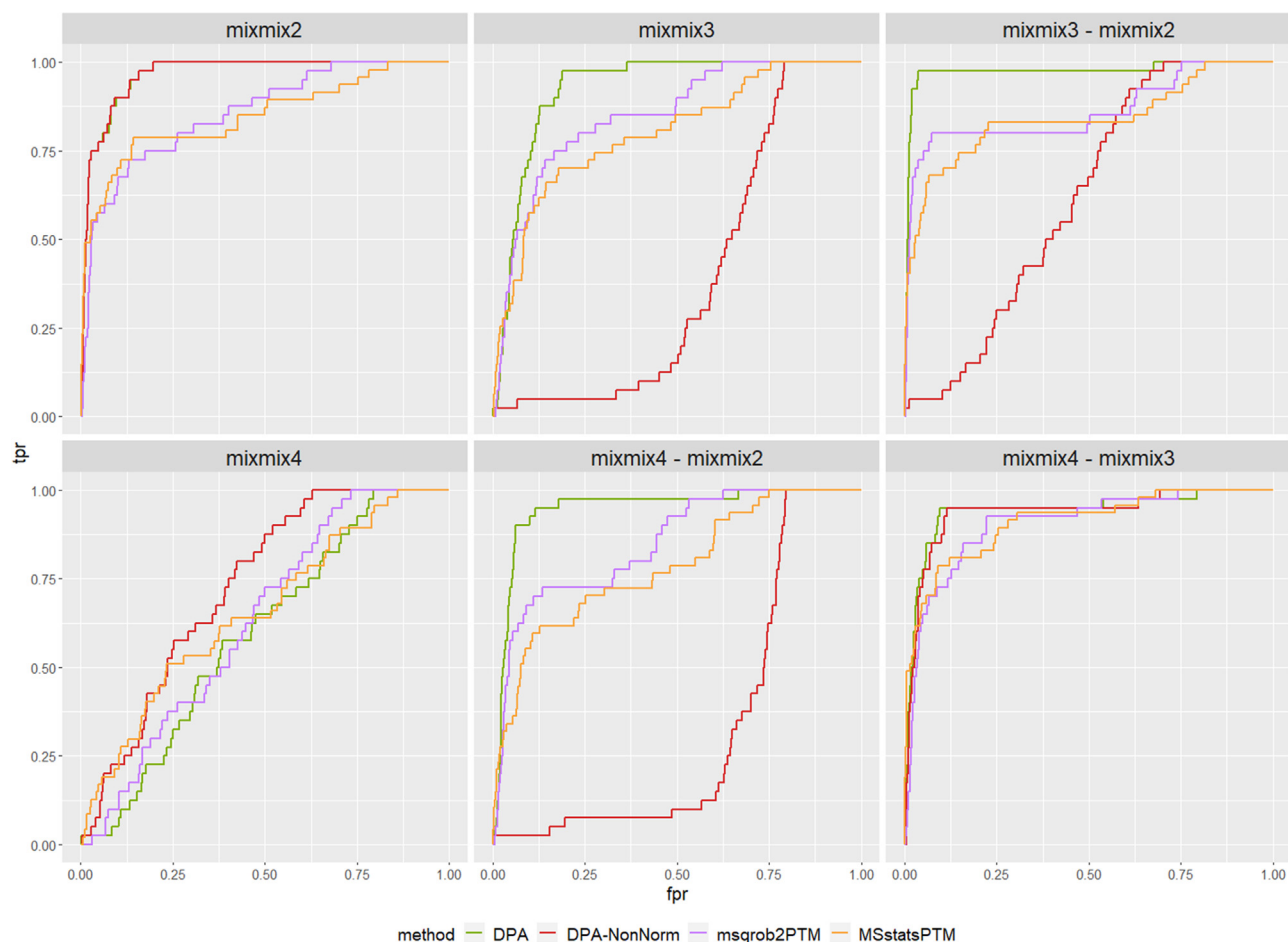 mixmix2 mixmix3 mixmix3 - mixmix2
1.00
0.75
0.50
0.25
0.00
mixmix4 mixmix4 - mixmix2 mixmix4 - mixmix3
1.00
0.75
0.50
0.25
0.00
tpr
0.00 0.25 0.50 0.75 1.00 0.00 0.25 0.50 0.75 1.00 0.00 0.25 0.50 0.75 1.00
fpr
method DPA DPA-NonNorm msqrob2PTM MSstatsPTM